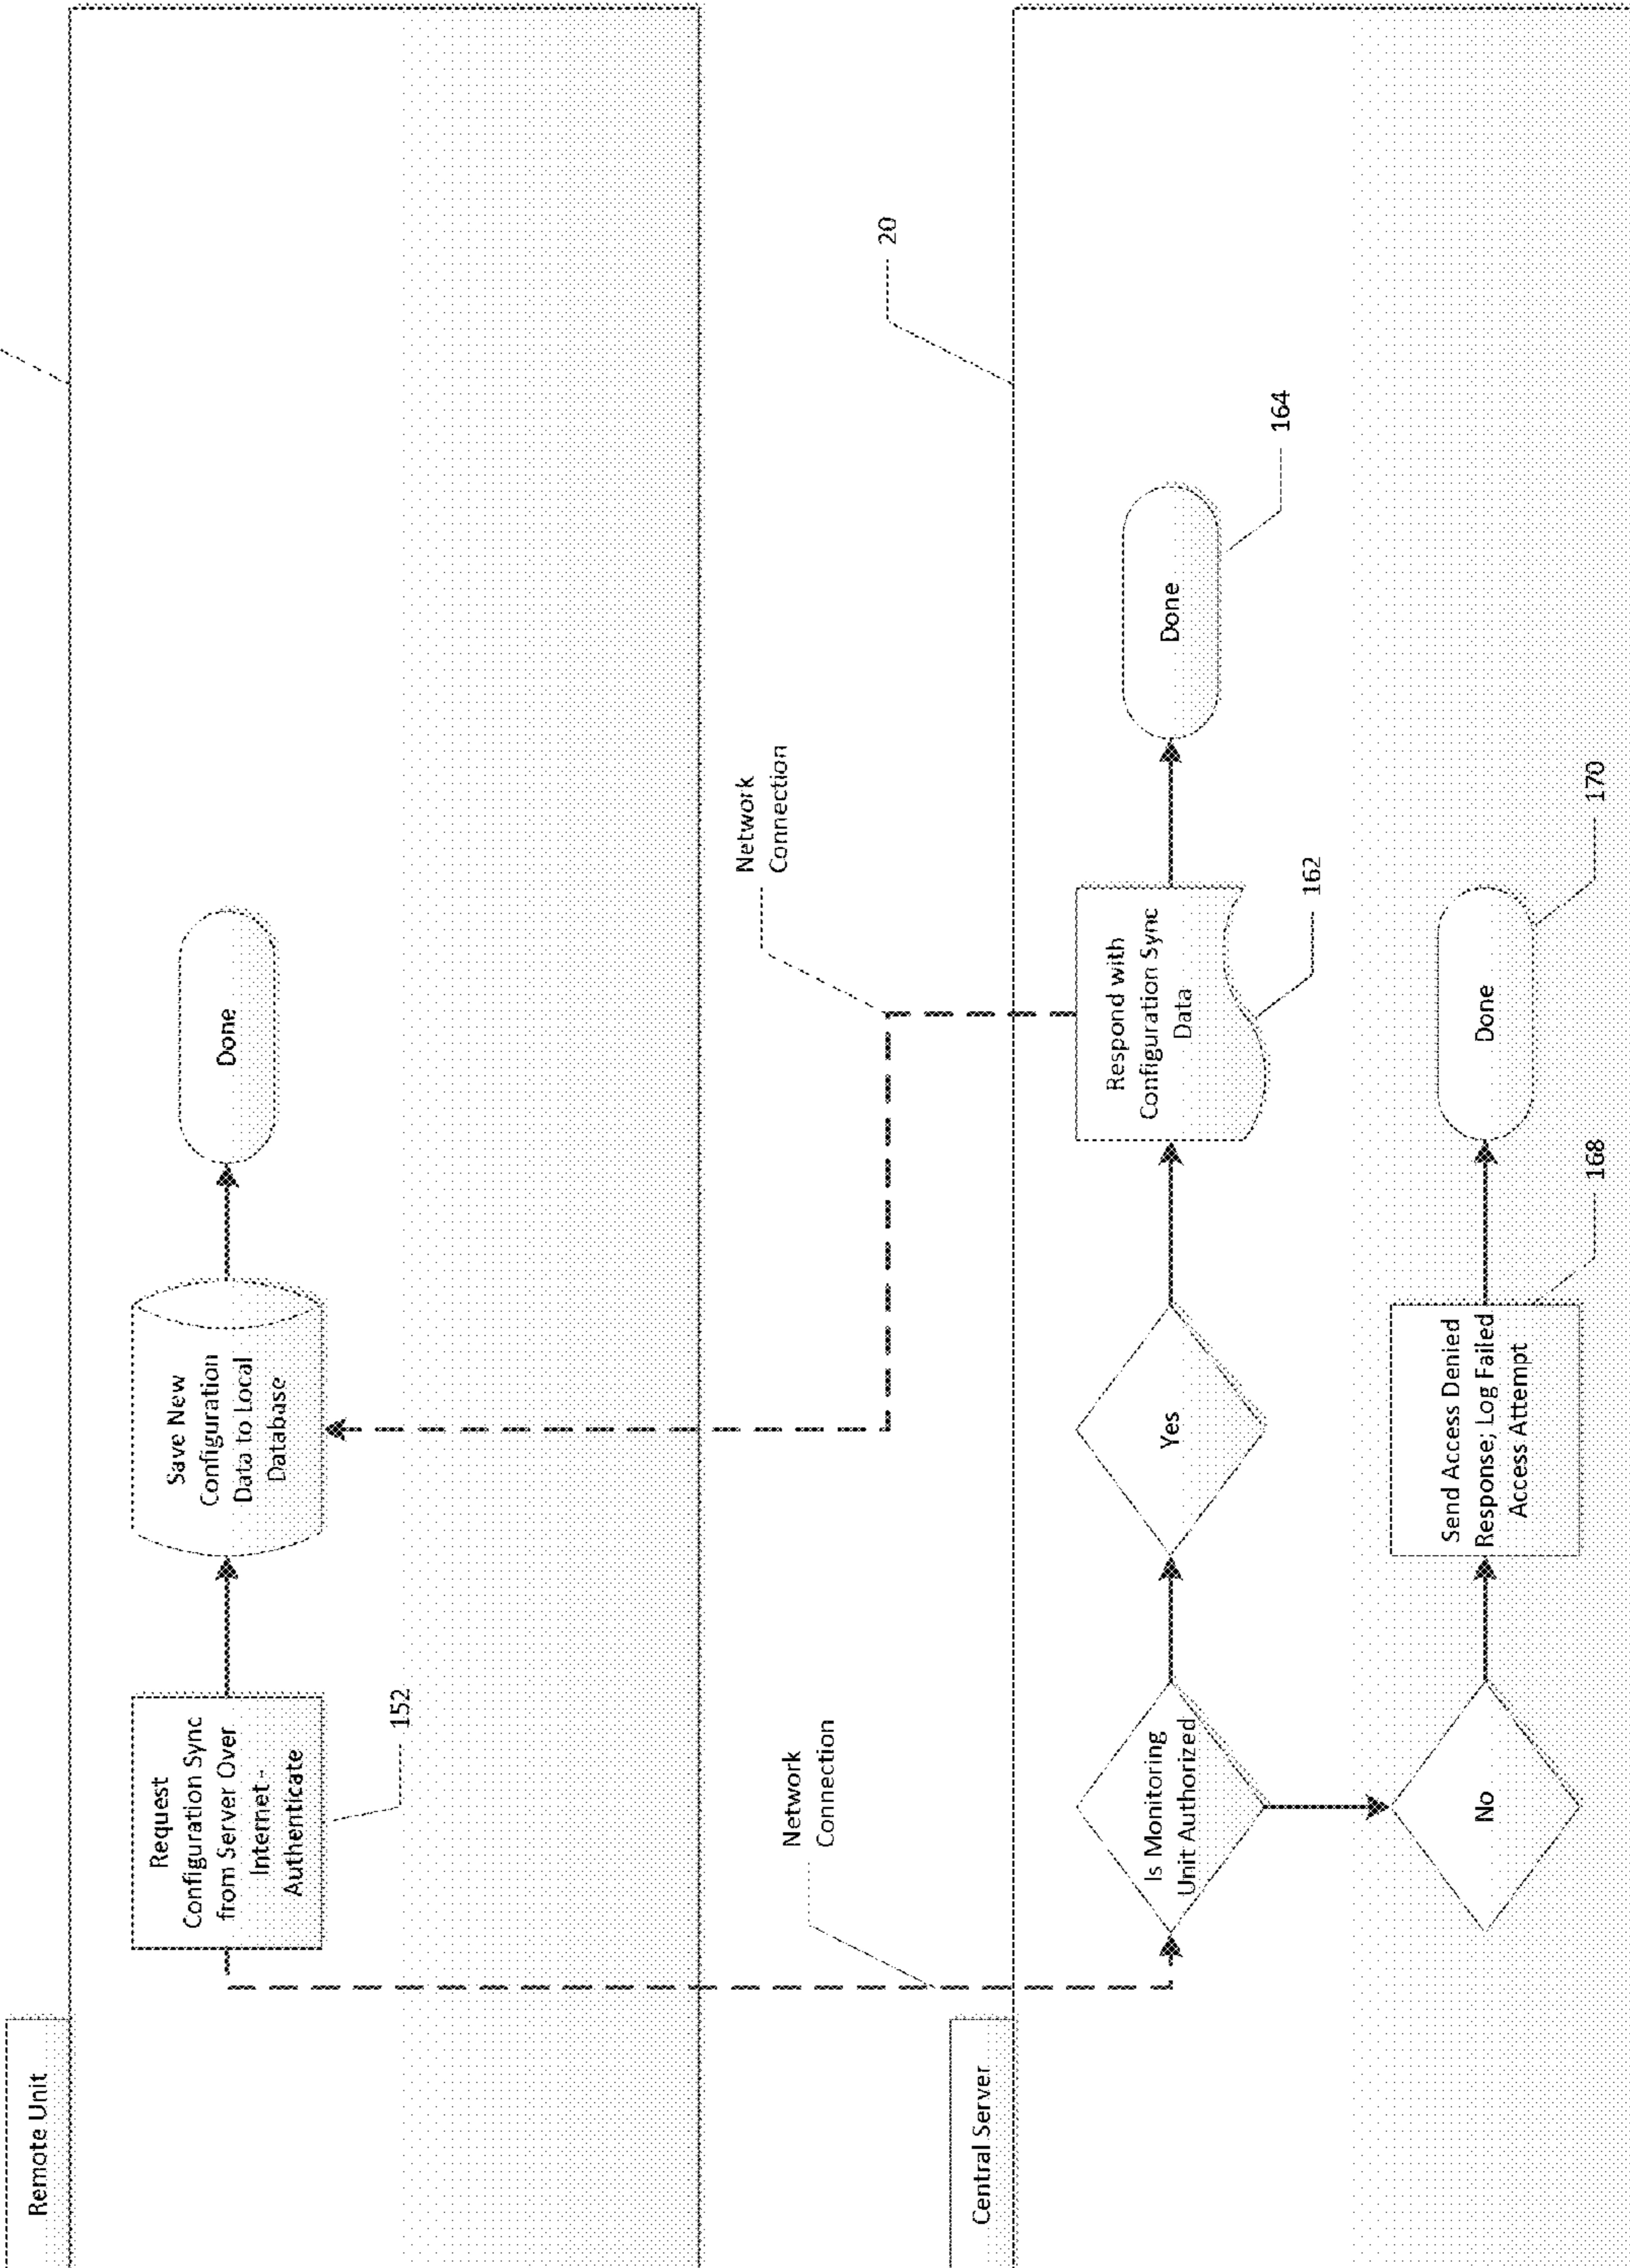 Remote Unit
Request
Configuration Sync
from Server Over
Internet-
Authenticate
152
Save New
Configuration
Data to Local
Database
Done
Network
Connection
Network
Connection
20
Central Server
Is Monitoring
Unit Authorized
Yes
Respond with
Configuration Sync
Data
162
Done
164
No
Send Access Denied
Response; Log Failed
Access Attempt
168
Done
170